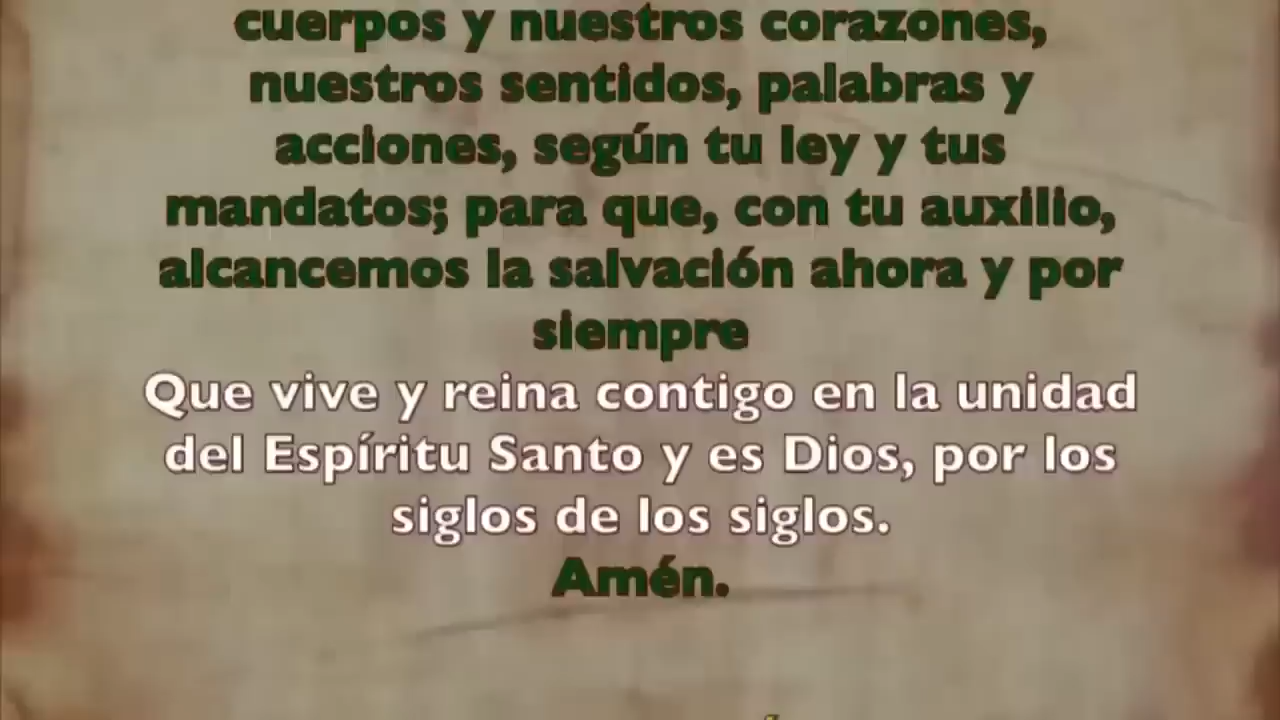 cuerpos y nuestros corazones,
nuestros sentidos, palabras y
acciones, según tu ley y tus
mandatos; para que, con tu auxilio,
alcancemos la salvación ahora y por
siempre
Que vive y reina contigo en la unidad
del Espíritu Santo y es Dios, por los
siglos de los siglos.
Amén.